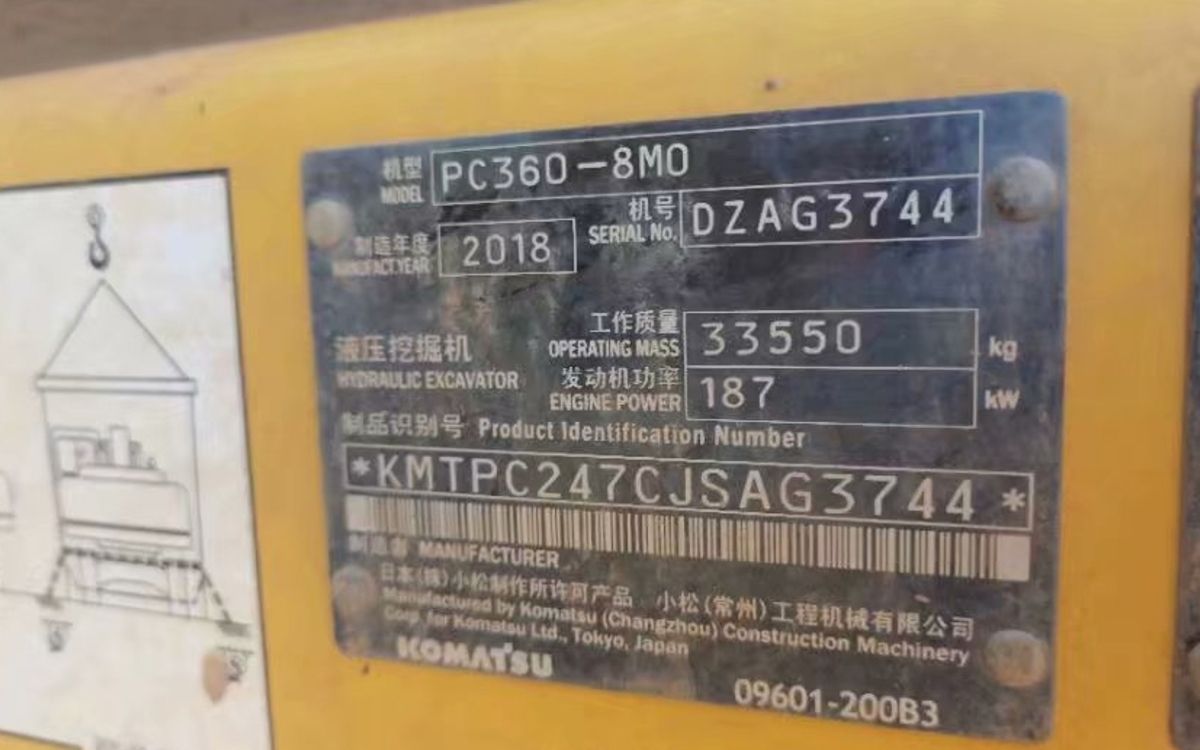 机型 MODEL PC360-8M0
机号 SERIAL No. DZAG3744
制造年度 MANUFACT.YEAR 2018
工作质量 OPERATING MASS 33550 kg
液压挖掘机 HYDRAULIC EXCAVATOR
发动机功率 ENGINE POWER 187 kW
制品识别号 Product Identification Number
*KMTPC247CJSAG3744*
制造者 MANUFACTURER
日本(株)小松制作所许可产品 小松(常州)工程机械有限公司
Manufactured by Komatsu (Changzhou) Construction Machinery
Corp. for Komatsu Ltd., Tokyo, Japan
KOMATSU
09601-200B3